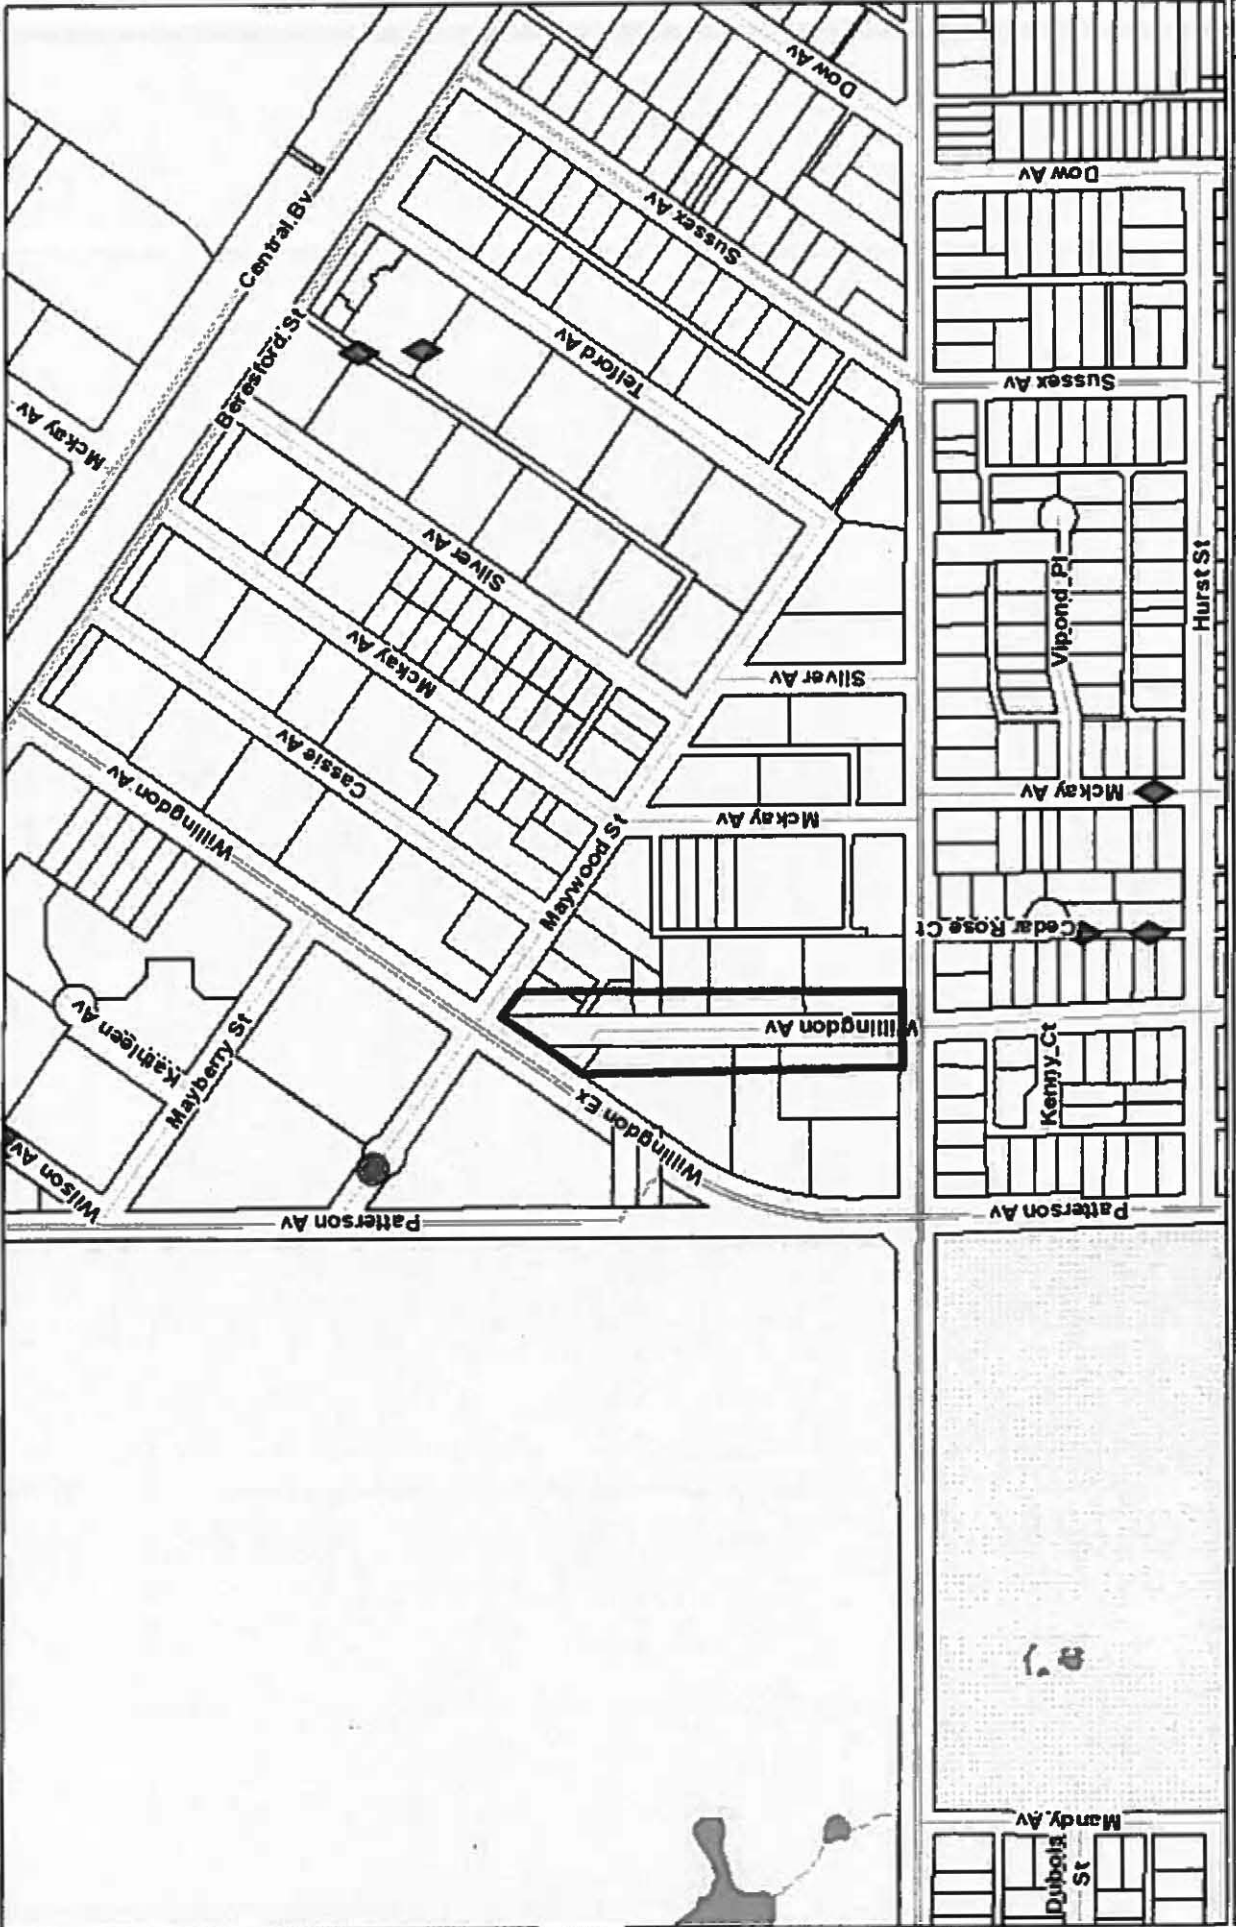 Dow Av
Dow Av
Central Bv
Sussex Av
Beresford St
Telford Av
Sussex Av
Mckay Av
Silver Av
Vipond Pl
Hurst St
Mckay Av
Silver Av
Cassie Av
Willingdon Av
Mckay Av
Mckay Av
Maywood St
Cedar Rose Ct
Willingdon Av
Kathleen Av
Mayberry St
Kenny Ct
Willingdon Ex
Wilson Av
Patterson Av
Patterson Av
Mandy Av
Dubois
St